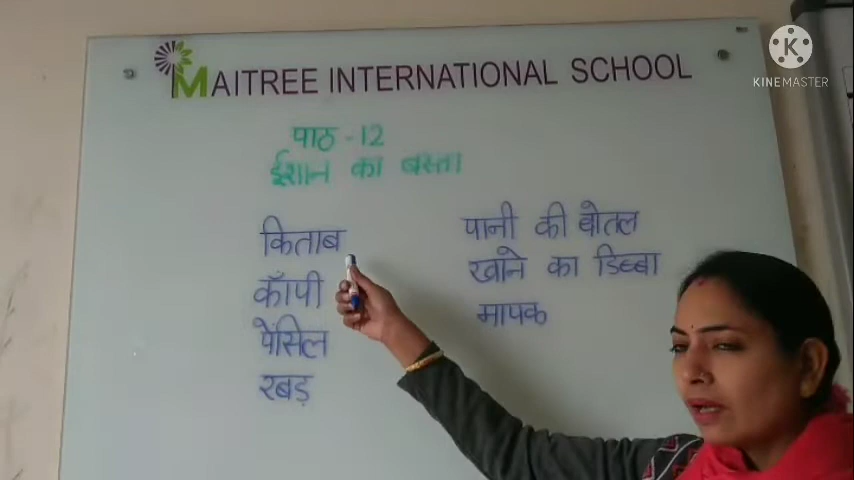 MAITREE INTERNATIONAL SCHOOL
K
KINEMASTER
पाठ - 12
ईशान का बस्ता
किताब
कॉंपी
पेंसिल
रबड़
पानी की बोतल
खाने का डिब्बा
मापक